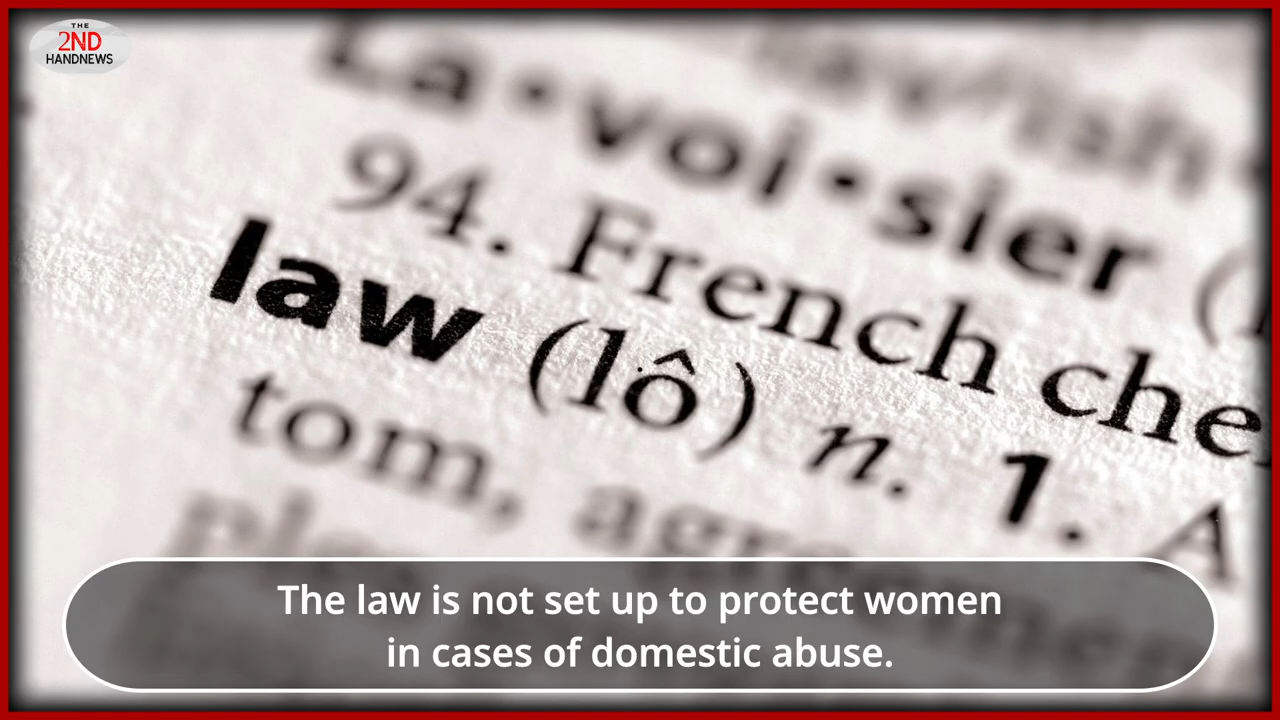 THE
2ND
HANDNEWS
La•voi•sier
94. French che
law (lô) n. 1. A
tom,
The law is not set up to protect women
in cases of domestic abuse.